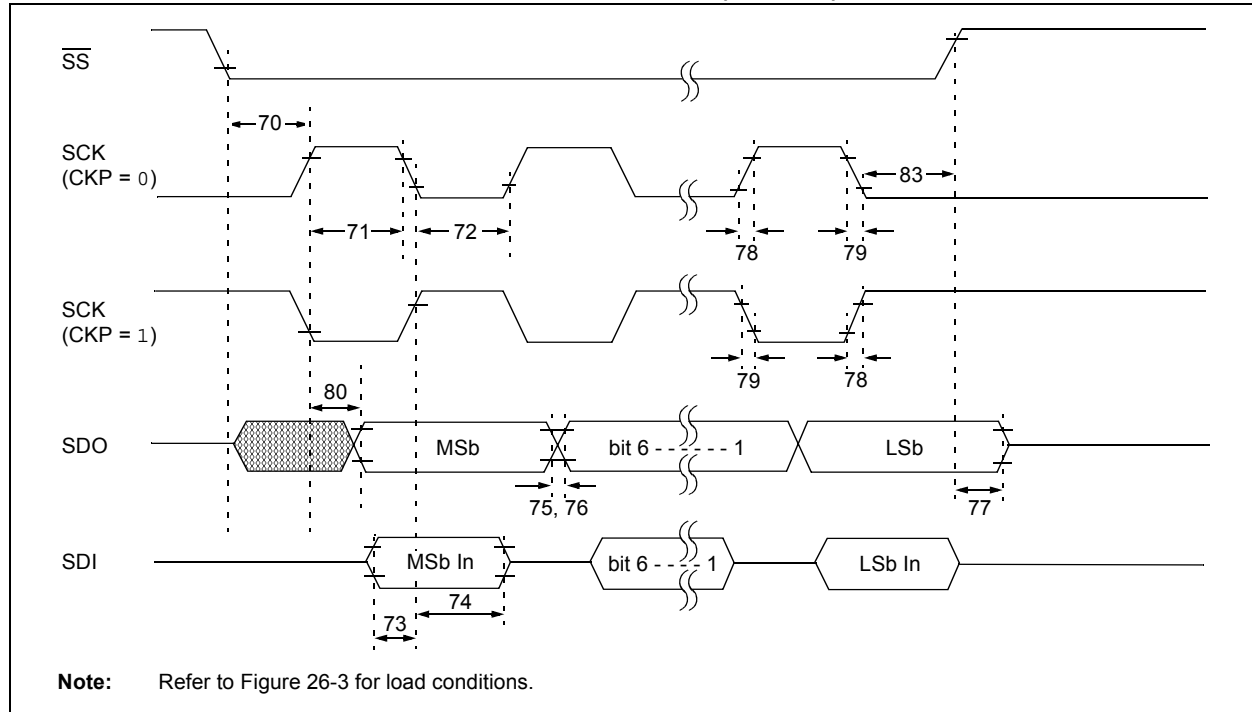 SS
70
SCK
(CKP = 0)
83
71
72
78
79
SCK
(CKP = 1)
79
78
80
SDO
MSb
bit 6 - - - - - - 1
LSb
75, 76
77
SDI
MSb In
bit 6 - - - - 1
LSb In
74
73
Note: Refer to Figure 26-3 for load conditions.